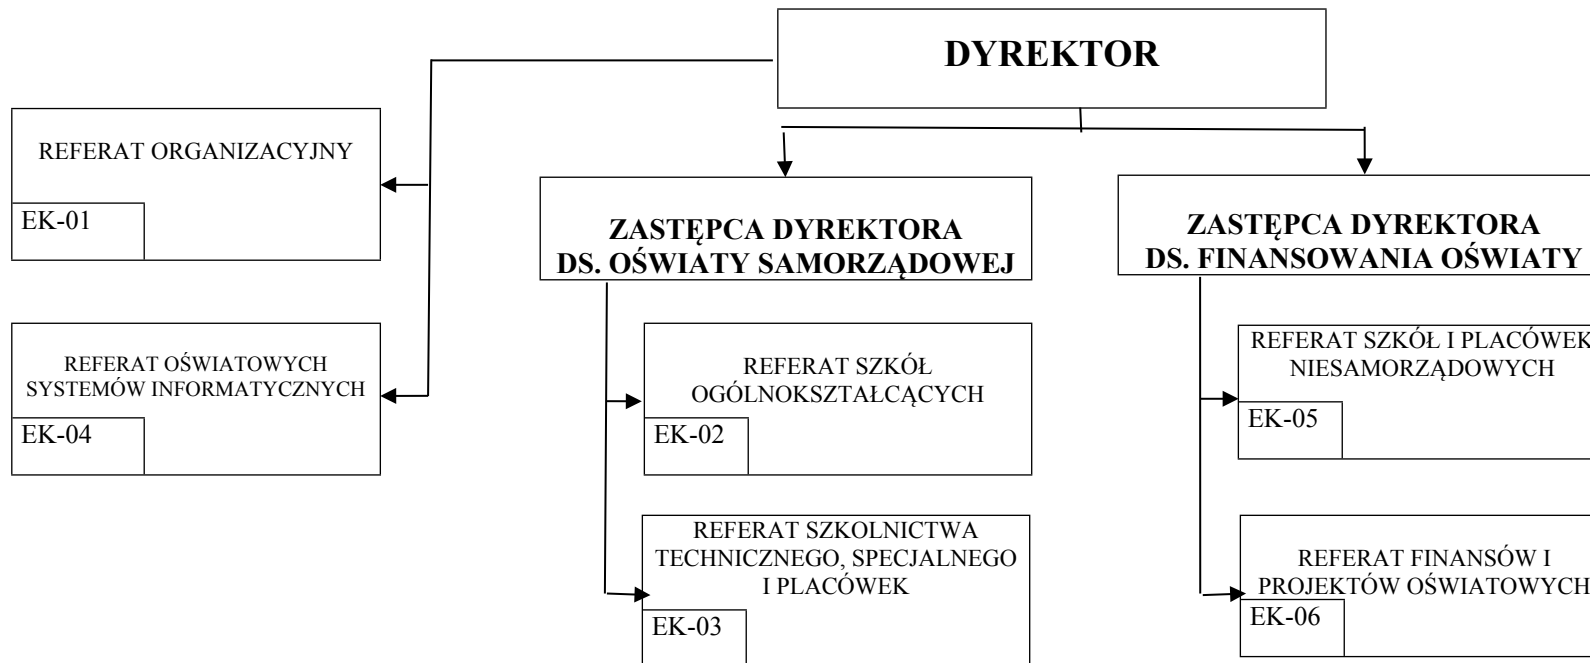 DYREKTOR
REFERAT ORGANIZACYJNY
EK-01
ZASTĘPCA DYREKTORA
DS. OŚWIATY SAMORZĄDOWEJ
ZASTĘPCA DYREKTORA
DS. FINANSOWANIA OŚWIATY
REFERAT OŚWIATOWYCH
SYSTEMÓW INFORMATYCZNYCH
EK-04
REFERAT SZKÓŁ
OGÓLNOKSZTAŁCĄCYCH
EK-02
REFERAT SZKÓŁ I PLACÓWEK
NIESAMORZĄDOWYCH
EK-05
REFERAT SZKOLNICTWA
TECHNICZNEGO, SPECJALNEGO
I PLACÓWEK
EK-03
REFERAT FINANSÓW I
PROJEKTÓW OŚWIATOWYCH
EK-06